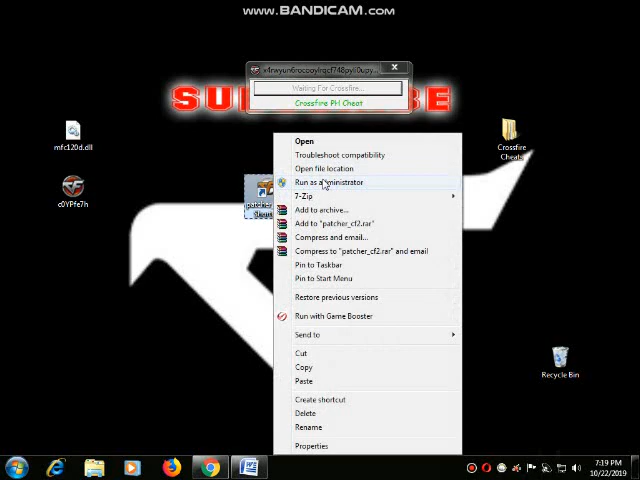 WWW.BANDICAM.COM
Waiting For Crossfire...
Crossfire PH Cheat
mfc120d.dll
Crossfire
Cheats
c0YPfe7h
Open
Troubleshoot compatibility
Open file location
Run as administrator
7-Zip
Add to archive...
Add to "patcher_cf2.rar"
Compress and email...
Compress to "patcher_cf2.rar" and email
Pin to Taskbar
Pin to Start Menu
Restore previous versions
Run with Game Booster
Send to
Cut
Copy
Paste
Create shortcut
Delete
Rename
Properties
Recycle Bin
7:19 PM
10/22/2019